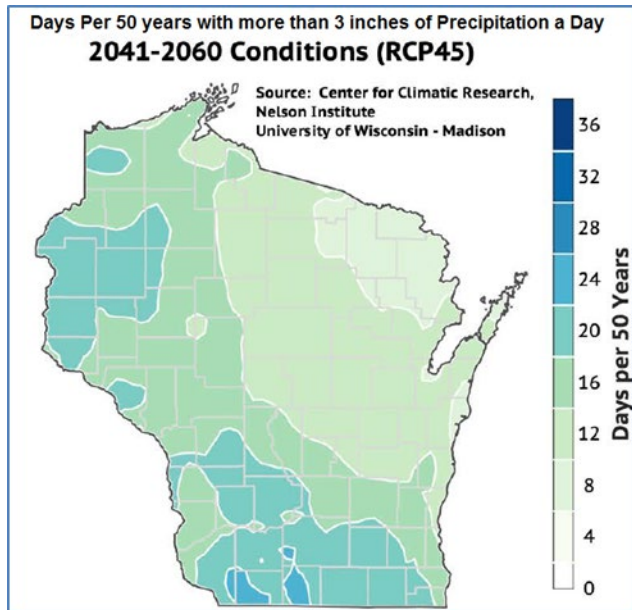 Days Per 50 years with more than 3 inches of Precipitation a Day
2041-2060 Conditions (RCP45)
Source: Center for Climatic Research,
Nelson Institute
University of Wisconsin - Madison
36
32
28
24
20
16
12
8
4
0
Days per 50 Years